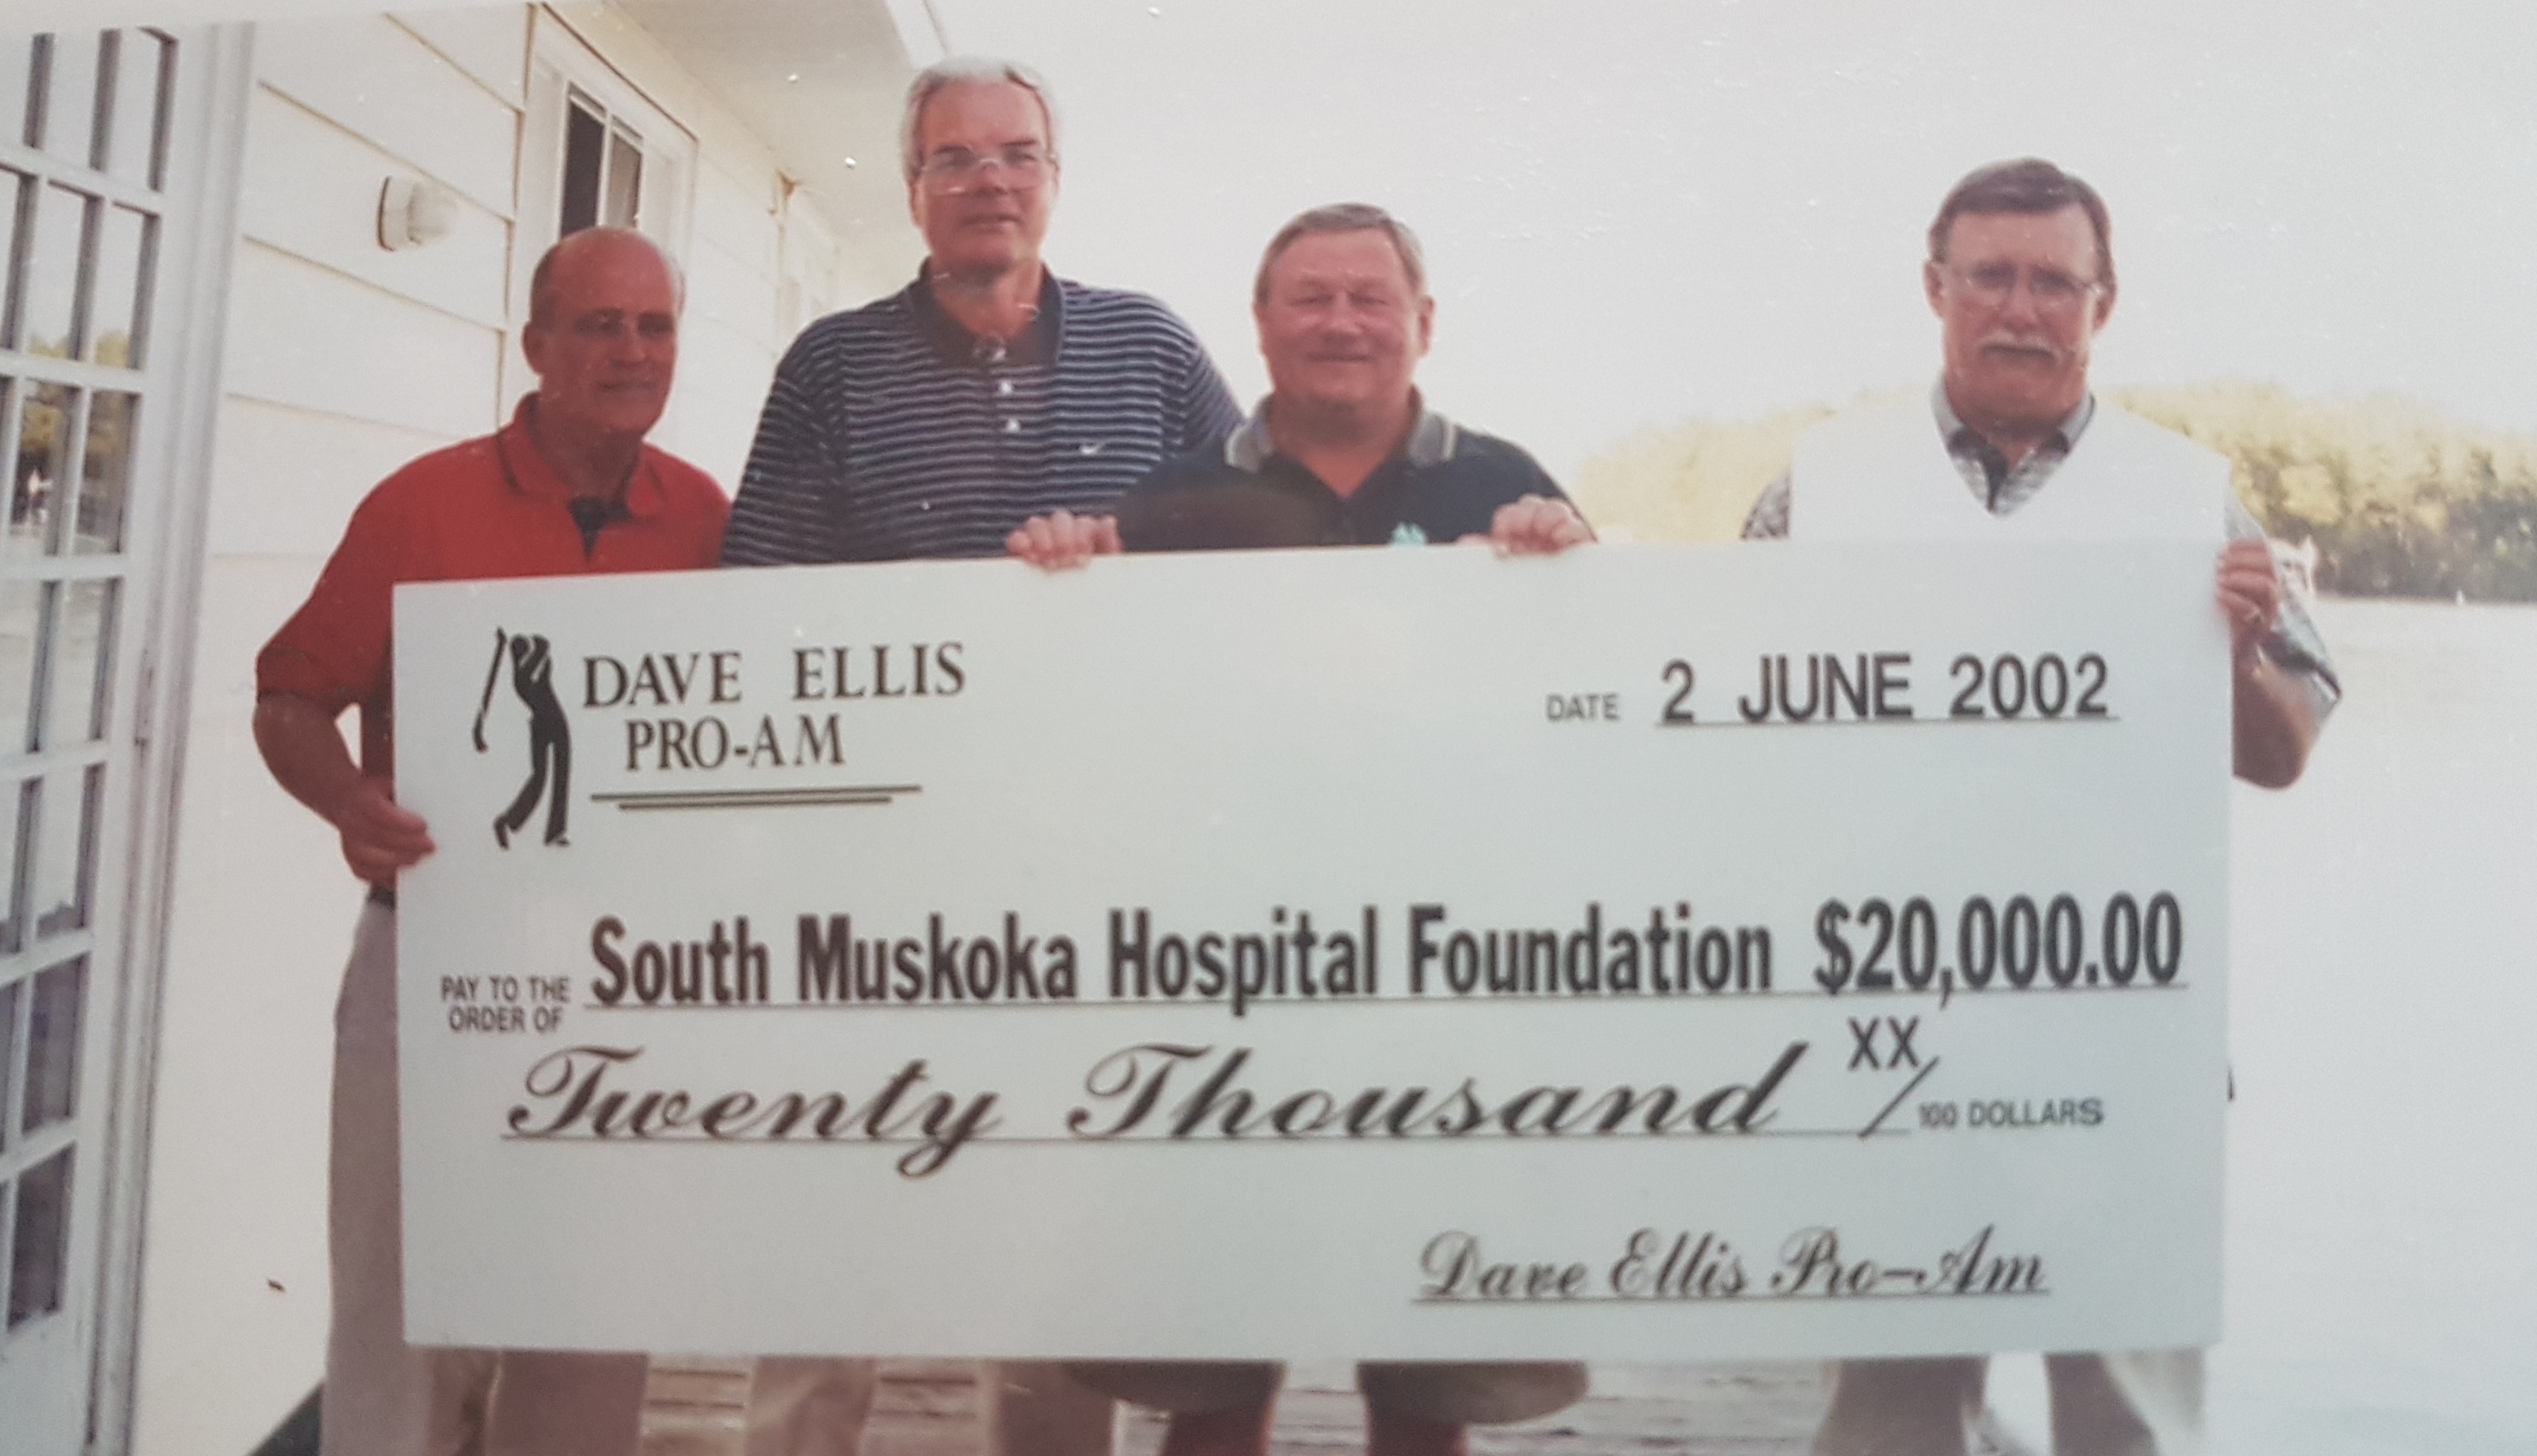 DAVE ELLIS
PRO-AM
DATE 2 JUNE 2002
PAY TO THE
ORDER OF
South Muskoka Hospital Foundation $20,000.00
Twenty Thousand XX/100 DOLLARS
Dave Ellis Pro-Am